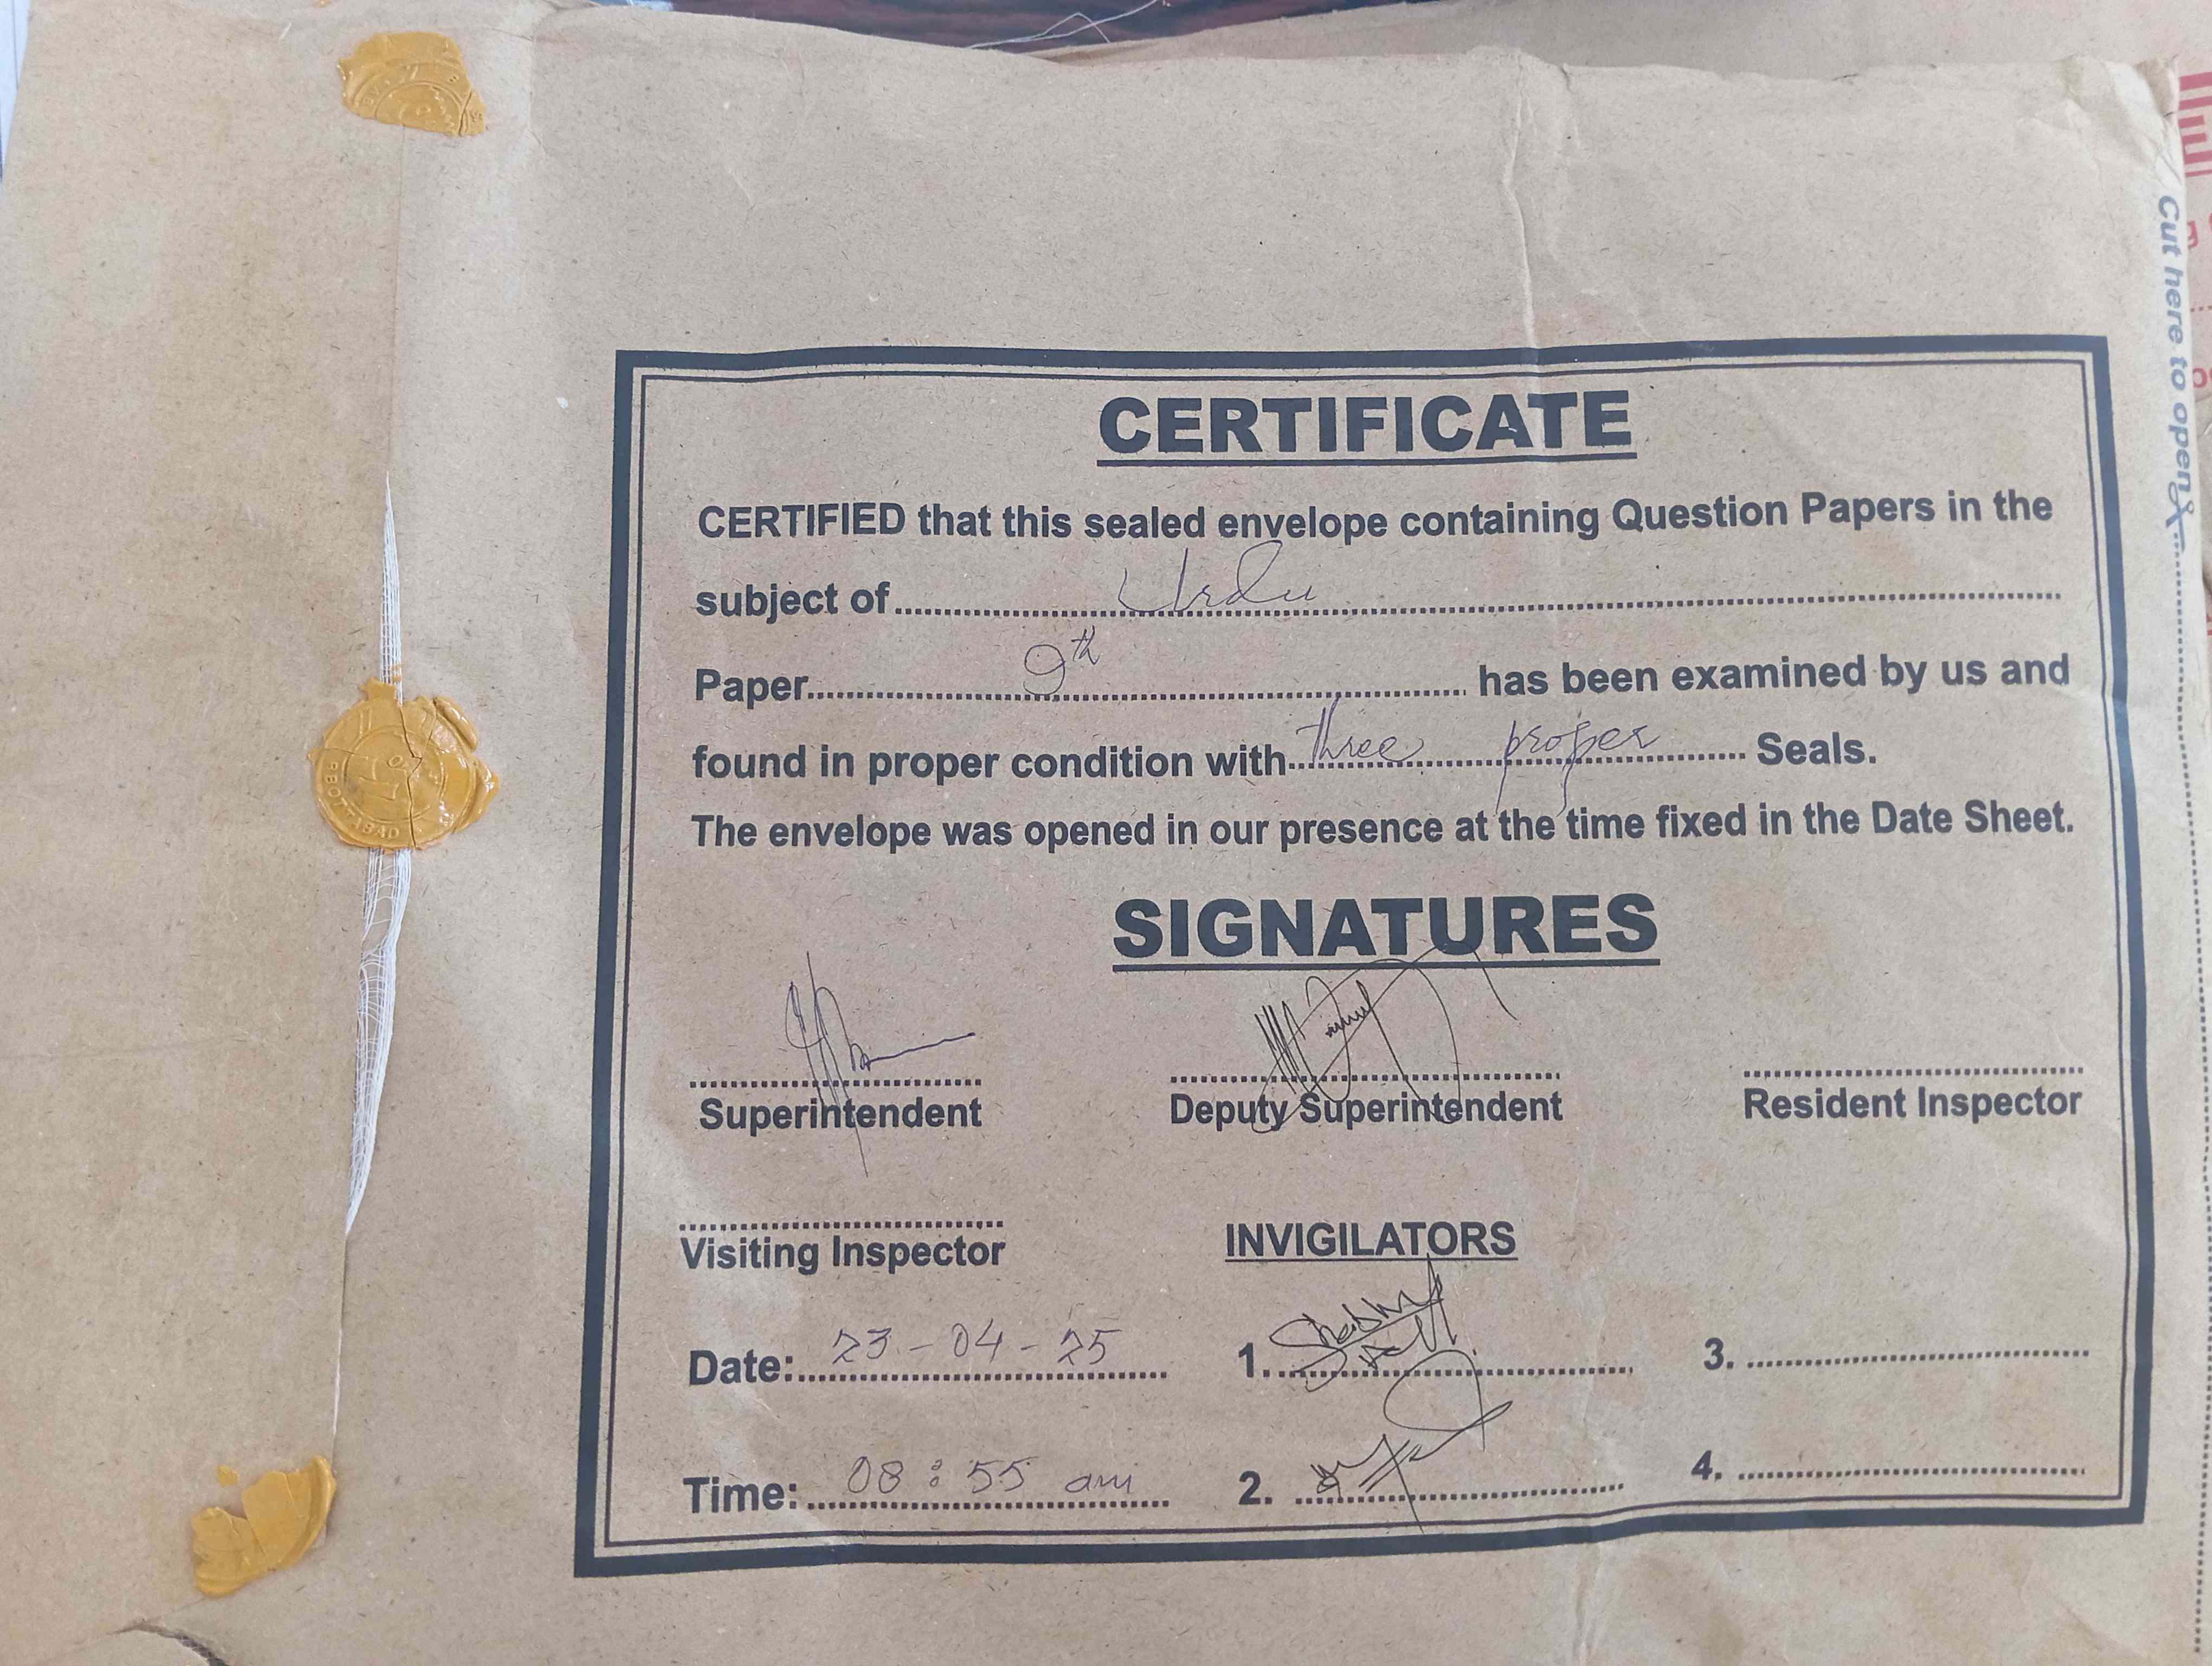 CERTIFICATE
CERTIFIED that this sealed envelope containing Question Papers in the
subject of Urdu
Paper 9th has been examined by us and
found in proper condition with three proper Seals.
The envelope was opened in our presence at the time fixed in the Date Sheet.
SIGNATURES
Superintendent
Deputy Superintendent
Resident Inspector
Visiting Inspector
INVIGILATORS
Date: 23-04-25
1.
3.
Time: 08:55 am
2.
4.
Cut here to open